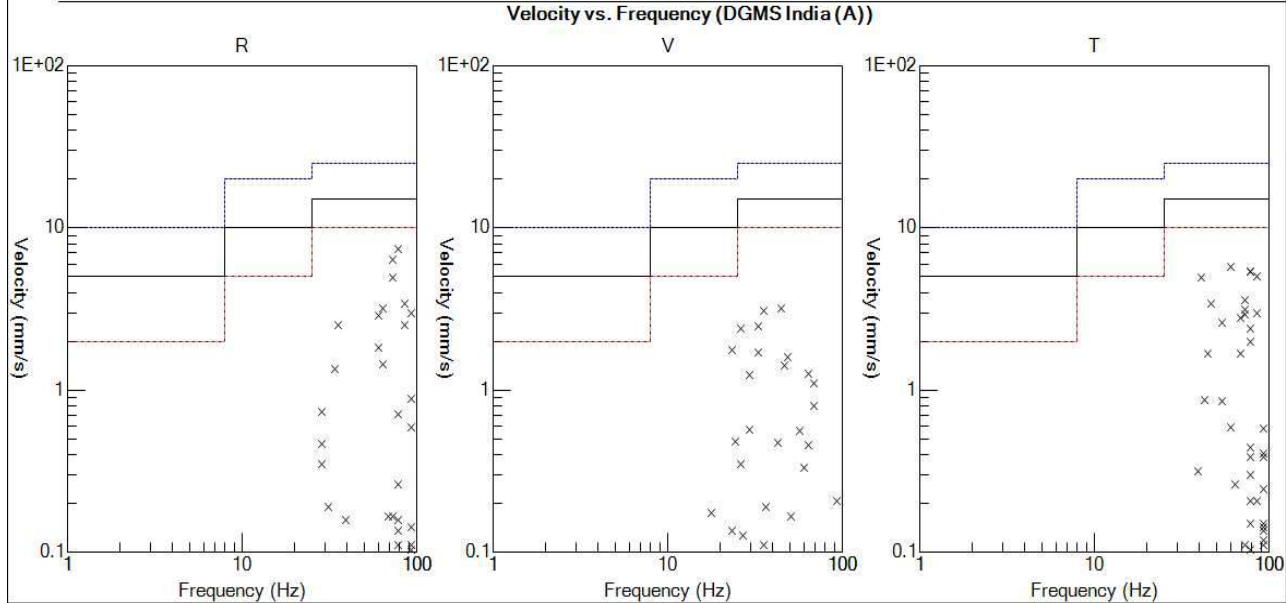 Velocity vs. Frequency (DGMS India (A))
R
V
T
1E+02
10
1
0.1
Velocity (mm/s)
1
10
100
Frequency (Hz)
1E+02
10
1
0.1
Velocity (mm/s)
1
10
100
Frequency (Hz)
1E+02
10
1
0.1
Velocity (mm/s)
1
10
100
Frequency (Hz)